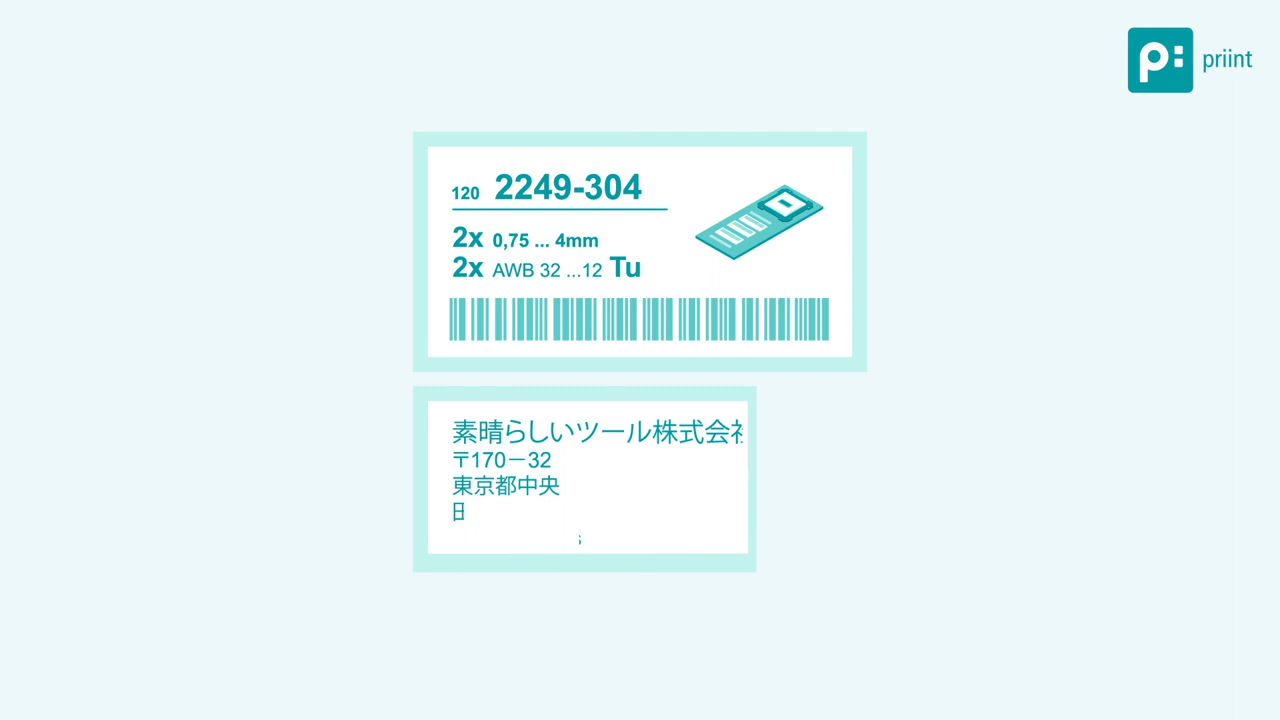 priint
120 2249-304
2x 0,75 ... 4mm
2x AWB 32 ...12 Tu
素晴らしいツール株式会
〒170－32
東京都中央